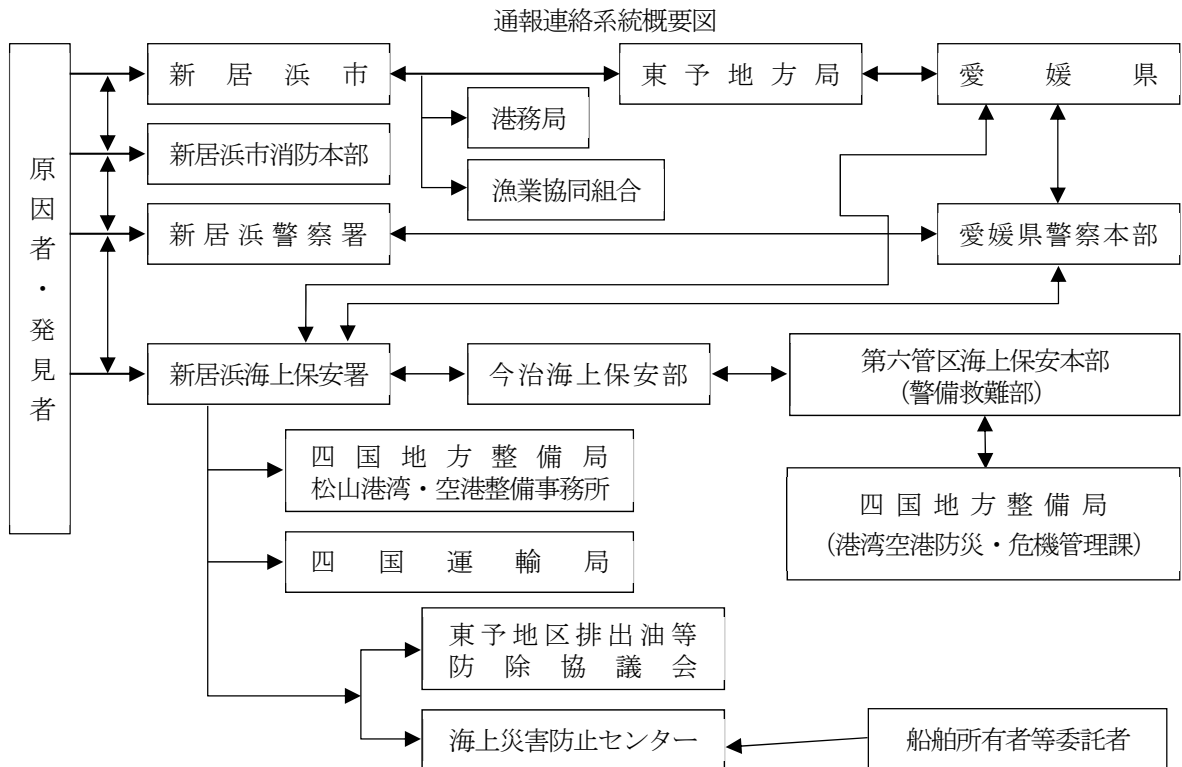 通報連絡系統概要図
原因者・発見者
新居浜市
東予地方局
愛媛県
港務局
新居浜市消防本部
漁業協同組合
新居浜警察署
愛媛県警察本部
新居浜海上保安署
今治海上保安部
第六管区海上保安本部
(警備救難部)
四国地方整備局
松山港湾・空港整備事務所
四国地方整備局
(港湾空港防災・危機管理課)
四国運輸局
東予地区排出油等
防除協議会
海上災害防止センター
船舶所有者等委託者